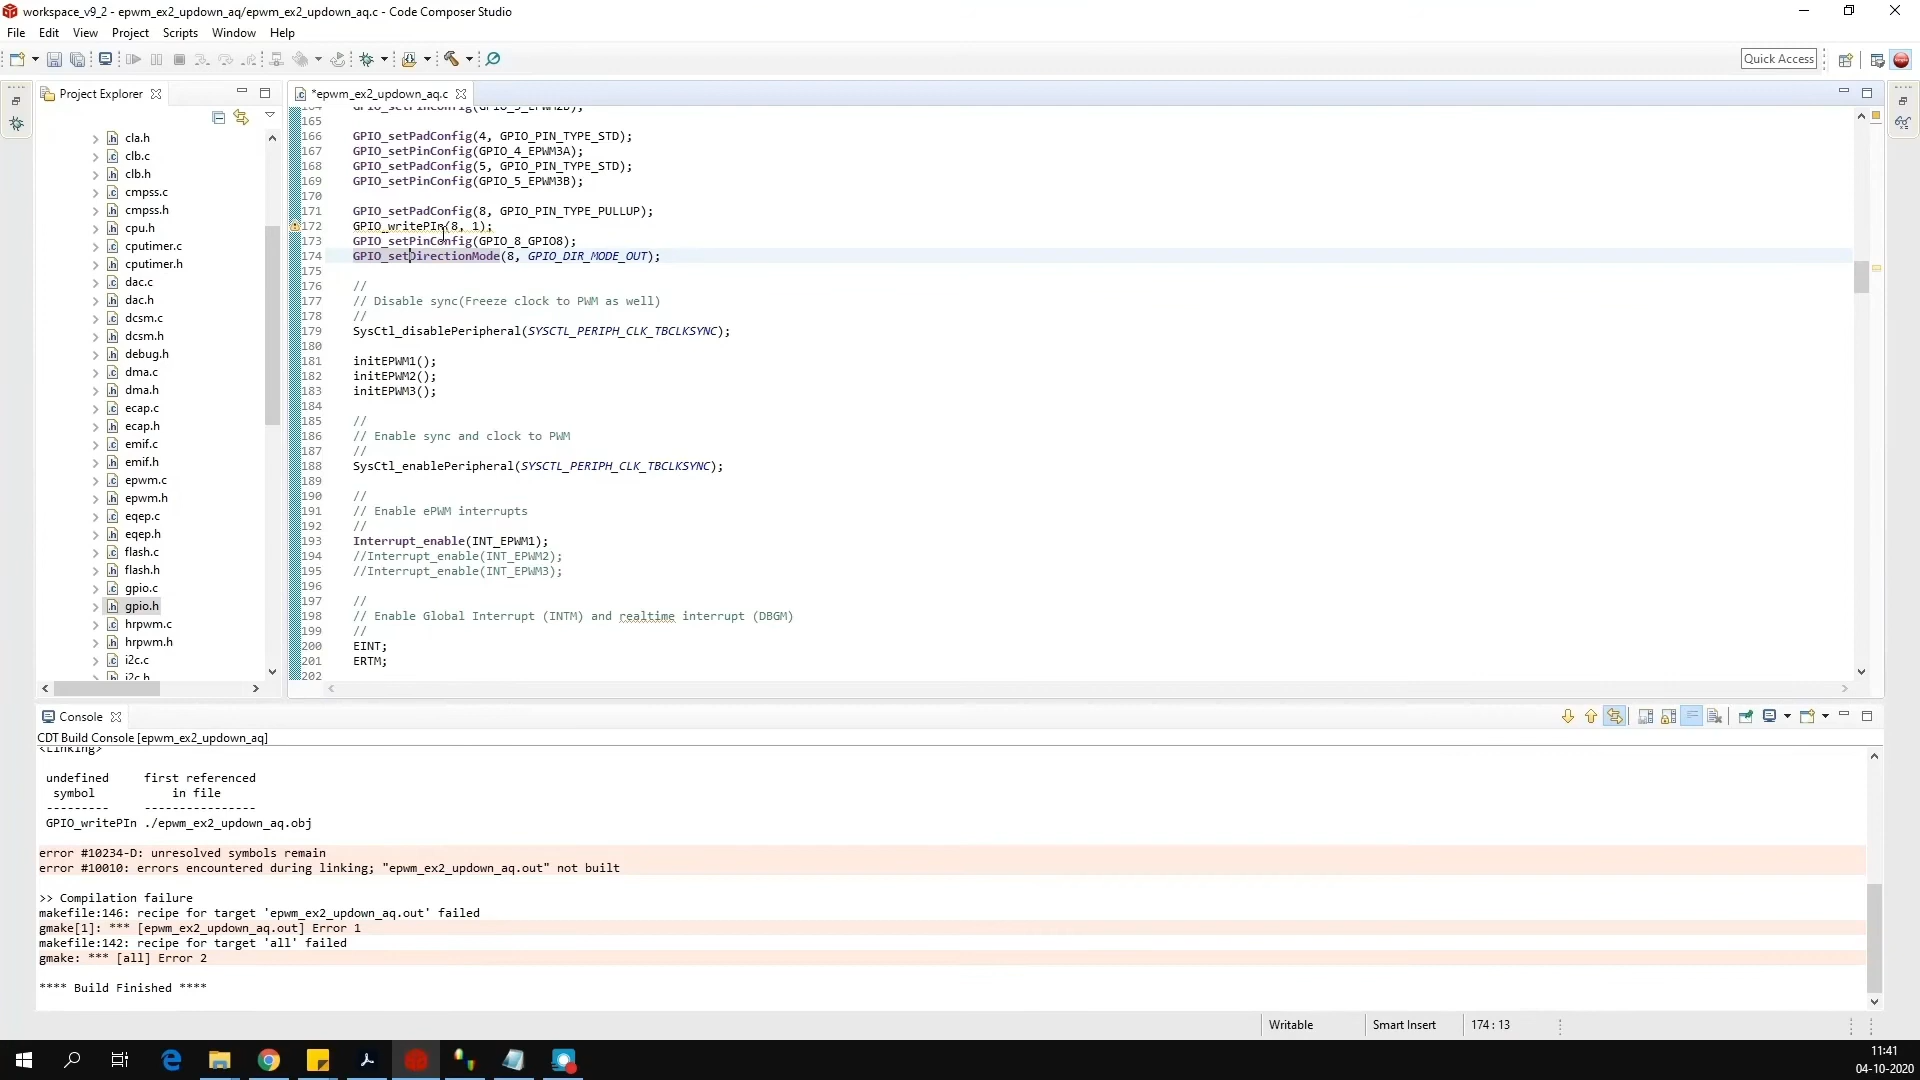 workspace_v9_2 - epwm_ex2_updown_aq/epwm_ex2_updown_aq.c - Code Composer Studio
File Edit View Project Scripts Window Help
Quick Access
Project Explorer
cla.h
clb.c
clb.h
cmpss.c
cmpss.h
cpu.h
cputimer.c
cputimer.h
dac.c
dac.h
dcsm.c
dcsm.h
debug.h
dma.c
dma.h
ecap.c
ecap.h
emif.c
emif.h
epwm.c
epwm.h
eqep.c
eqep.h
flash.c
flash.h
gpio.c
gpio.h
hrpwm.c
hrpwm.h
i2c.c
i2c.h
*epwm_ex2_updown_aq.c
164 GPIO_setPinConfig(GPIO_3_EPWM2B);
165
166 GPIO_setPadConfig(4, GPIO_PIN_TYPE_STD);
167 GPIO_setPinConfig(GPIO_4_EPWM3A);
168 GPIO_setPadConfig(5, GPIO_PIN_TYPE_STD);
169 GPIO_setPinConfig(GPIO_5_EPWM3B);
170
171 GPIO_setPadConfig(8, GPIO_PIN_TYPE_PULLUP);
172 GPIO_writePIn(8, 1);
173 GPIO_setPinConfig(GPIO_8_GPIO8);
174 GPIO_setDirectionMode(8, GPIO_DIR_MODE_OUT);
175
176 //
177 // Disable sync(Freeze clock to PWM as well)
178 //
179 SysCtl_disablePeripheral(SYSCTL_PERIPH_CLK_TBCLKSYNC);
180
181 initEPWM1();
182 initEPWM2();
183 initEPWM3();
184
185 //
186 // Enable sync and clock to PWM
187 //
188 SysCtl_enablePeripheral(SYSCTL_PERIPH_CLK_TBCLKSYNC);
189
190 //
191 // Enable ePWM interrupts
192 //
193 Interrupt_enable(INT_EPWM1);
194 //Interrupt_enable(INT_EPWM2);
195 //Interrupt_enable(INT_EPWM3);
196
197 //
198 // Enable Global Interrupt (INTM) and realtime interrupt (DBGM)
199 //
200 EINT;
201 ERTM;
202
Console
CDT Build Console [epwm_ex2_updown_aq]
<Linking>
undefined first referenced
symbol in file
--------- ----------------
GPIO_writePIn ./epwm_ex2_updown_aq.obj
error #10234-D: unresolved symbols remain
error #10010: errors encountered during linking; "epwm_ex2_updown_aq.out" not built
>> Compilation failure
makefile:146: recipe for target 'epwm_ex2_updown_aq.out' failed
gmake[1]: *** [epwm_ex2_updown_aq.out] Error 1
makefile:142: recipe for target 'all' failed
gmake: *** [all] Error 2
**** Build Finished ****
Writable Smart Insert 174 : 13
11:41
04-10-2020